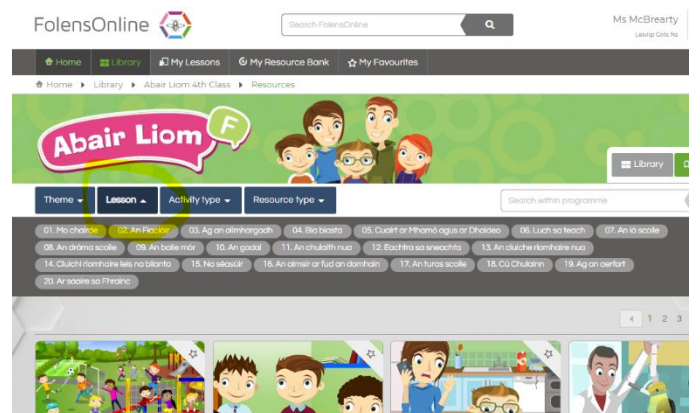 FolensOnline
Search FolensOnline
Ms McBrearty
Leixlip Girls Ns
Home Library My Lessons My Resource Bank My Favourites
Home Library Abair Liom 4th Class Resources
Abair Liom F
Library
Theme Lesson Activity type Resource type Search within programme
01. Mo chairde 02. An Fiaclóir 03. Ag an ollmhargadh 04. Bia blasta 05. Cuairt ar Mhamó agus ar Dhaideo 06. Luch sa teach 07. An lá scoile
08. An dráma scoile 09. An baile mór 10. An gadaí 11. An chulaith nua 12. Eachtra sa sneachta 13. An cluiche ríomhaire nua
14. Cluichí ríomhaire leis na blianta 15. Na séasúir 16. An aimsir ar fud an domhain 17. An turas scoile 18. Cú Chulainn 19. Ag an aerfort
20. Ar saoire sa Fhrainc
1 2 3